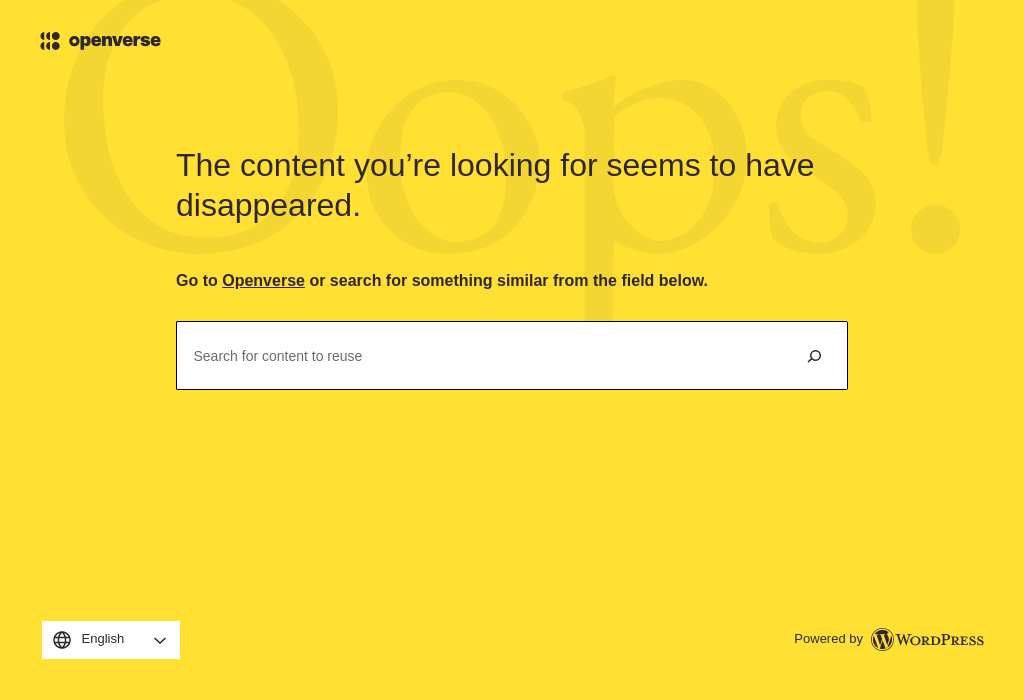 Oops!
openverse
The content you’re looking for seems to have
disappeared.
Go to Openverse or search for something similar from the field below.
Search for content to reuse
English
Powered by WordPress